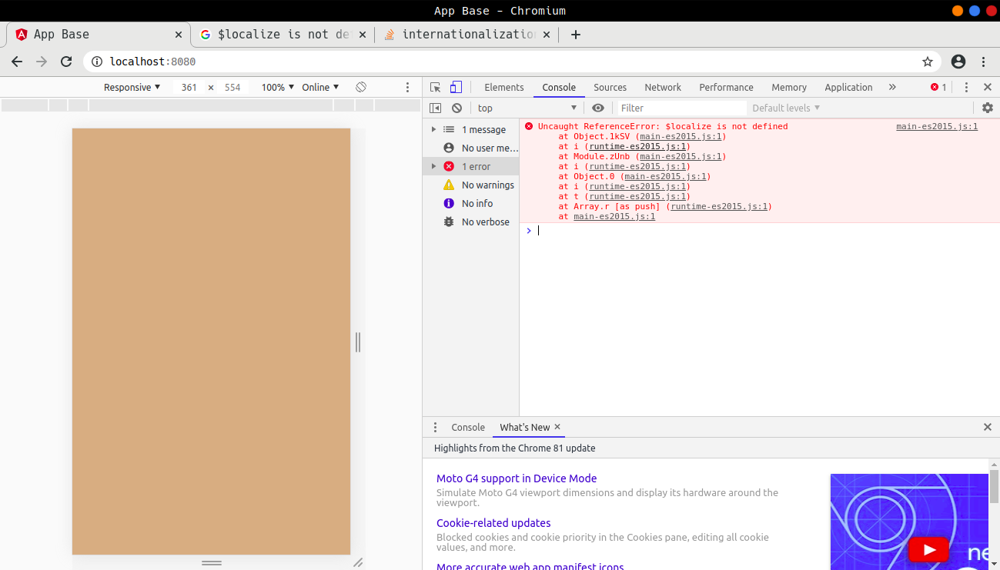 App Base - Chromium
App Base
$localize is not de
internationalizatio
localhost:8080
Responsive 361 × 554 100% Online
Elements Console Sources Network Performance Memory Application 1
top Filter Default levels
1 message
No user me...
1 error
No warnings
No info
No verbose
Uncaught ReferenceError: $localize is not defined main-es2015.js:1
at Object.1kSV (main-es2015.js:1)
at i (runtime-es2015.js:1)
at Module.zUnb (main-es2015.js:1)
at i (runtime-es2015.js:1)
at Object.0 (main-es2015.js:1)
at i (runtime-es2015.js:1)
at t (runtime-es2015.js:1)
at Array.r [as push] (runtime-es2015.js:1)
at main-es2015.js:1
Console What's New
Highlights from the Chrome 81 update
Moto G4 support in Device Mode
Simulate Moto G4 viewport dimensions and display its hardware around the
viewport.
Cookie-related updates
Blocked cookies and cookie priority in the Cookies pane, editing all cookie
values, and more.
More accurate web app manifest icons
ne